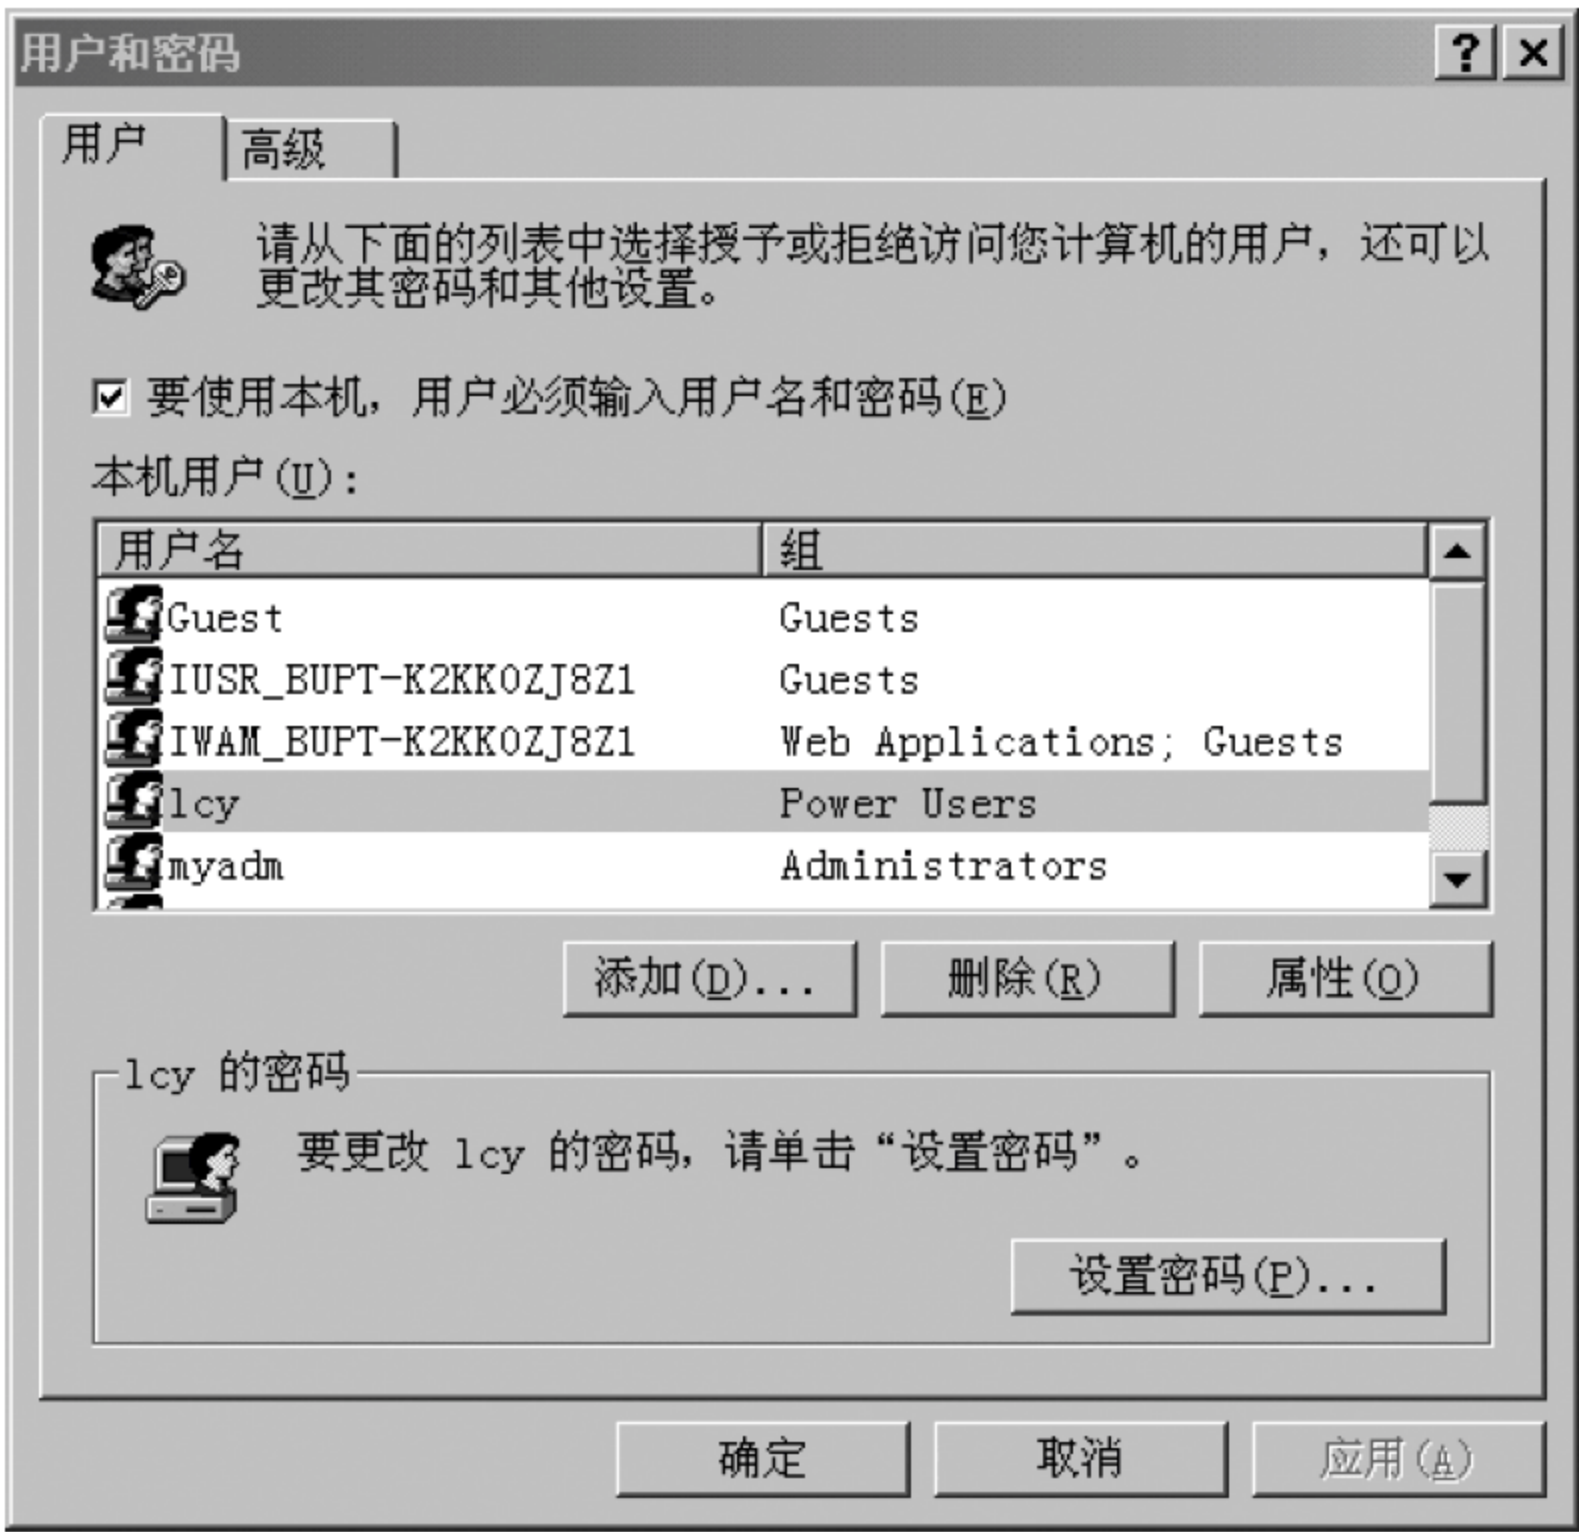 用户和密码
用户 高级
请从下面的列表中选择授予或拒绝访问您计算机的用户，还可以
更改其密码和其他设置。
要使用本机，用户必须输入用户名和密码(E)
本机用户(U)：
用户名 组
Guest Guests
IUSR_BUPT-K2KK0ZJ8Z1 Guests
IWAM_BUPT-K2KK0ZJ8Z1 Web Applications; Guests
lcy Power Users
myadm Administrators
添加(D)... 删除(R) 属性(O)
lcy 的密码
要更改 lcy 的密码，请单击“设置密码”。
设置密码(P)...
确定 取消 应用(A)